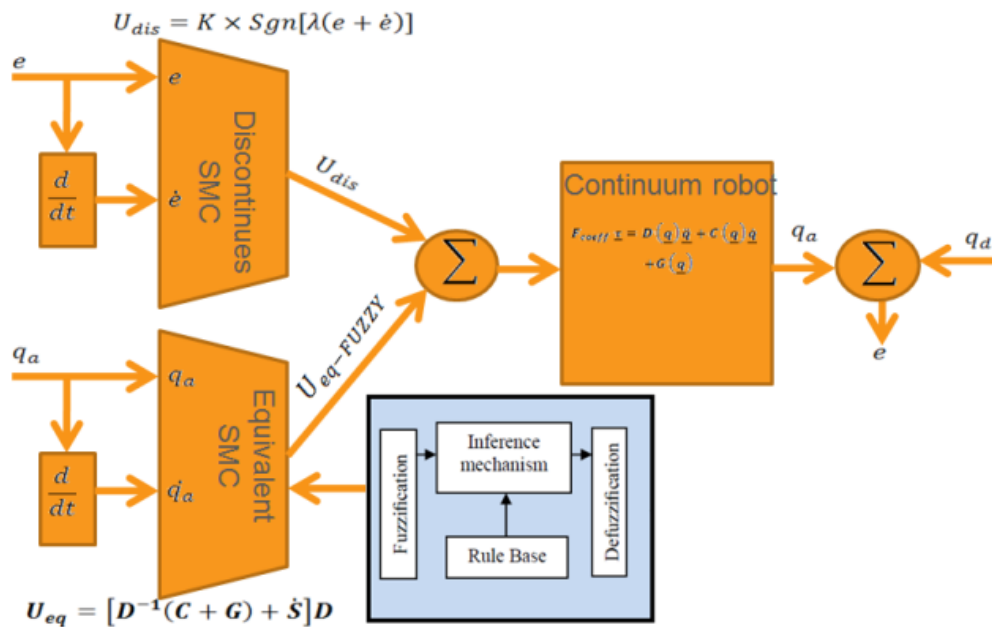 U_dis = K × Sgn[λ(e + ė)]
e
e
d
dt
ė
Discontinues
SMC
U_dis
Σ
Continuum robot
F_coeff τ = D(q)q̈ + C(q)q̇
+G(q)
q_a
Σ
q_d
e
q_a
q_a
d
dt
q̇_a
Equivalent
SMC
U_eq−FUZZY
Fuzzification
Inference
mechanism
Rule Base
Defuzzification
U_eq = [D⁻¹(C + G) + Ṡ]D